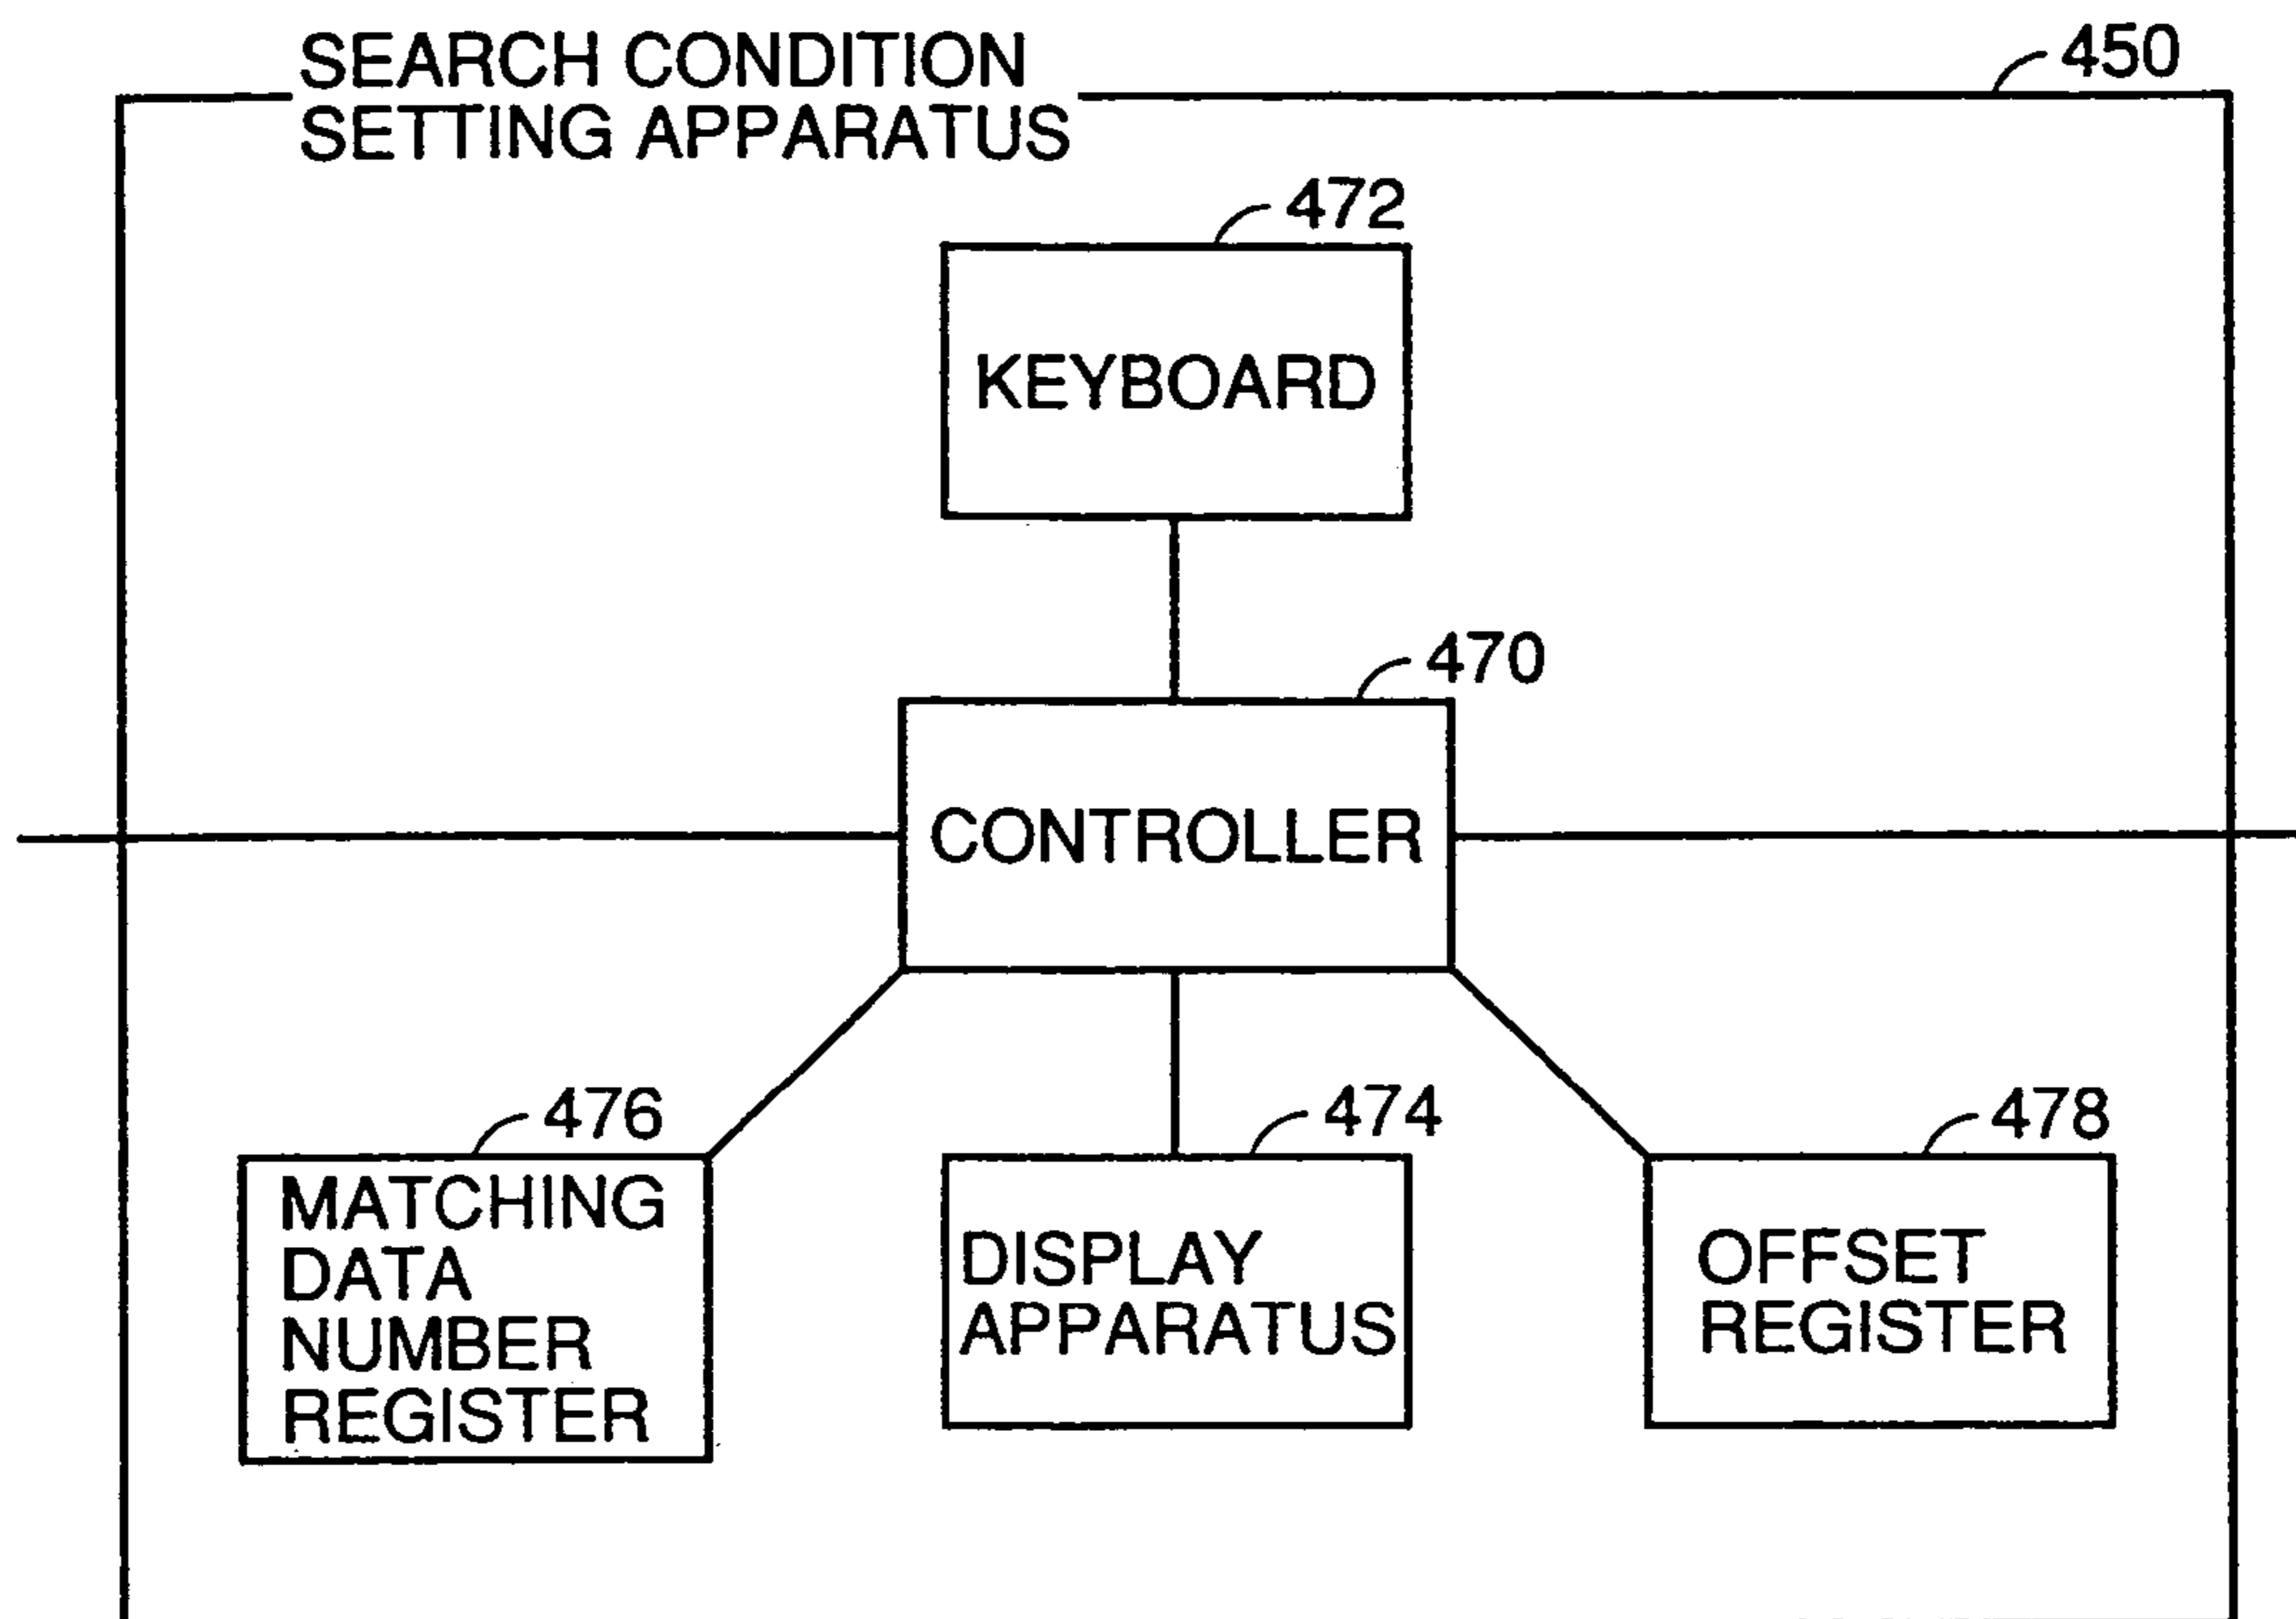 SEARCH CONDITION
SETTING APPARATUS
450
472
KEYBOARD
470
CONTROLLER
476
MATCHING
DATA
NUMBER
REGISTER
474
DISPLAY
APPARATUS
478
OFFSET
REGISTER